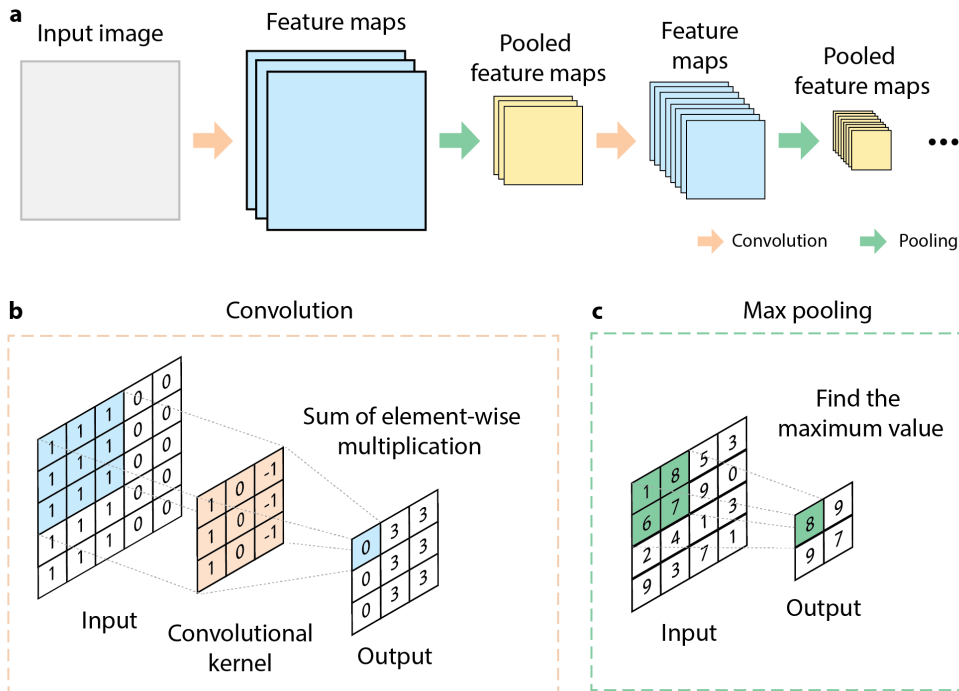 a
Input image
Feature maps
Pooled
feature maps
Feature
maps
Pooled
feature maps
•••
Convolution
Pooling
b
Convolution
1 1 1 0 0
1 1 1 0 0
1 1 1 0 0
1 1 1 0 0
1 1 1 0 0
Input
1 0 -1
1 0 -1
1 0 -1
Convolutional
kernel
Sum of element-wise
multiplication
0 3 3
0 3 3
0 3 3
Output
c
Max pooling
1 8 5 3
6 7 9 0
2 4 1 3
9 3 7 1
Input
Find the
maximum value
8 9
9 7
Output